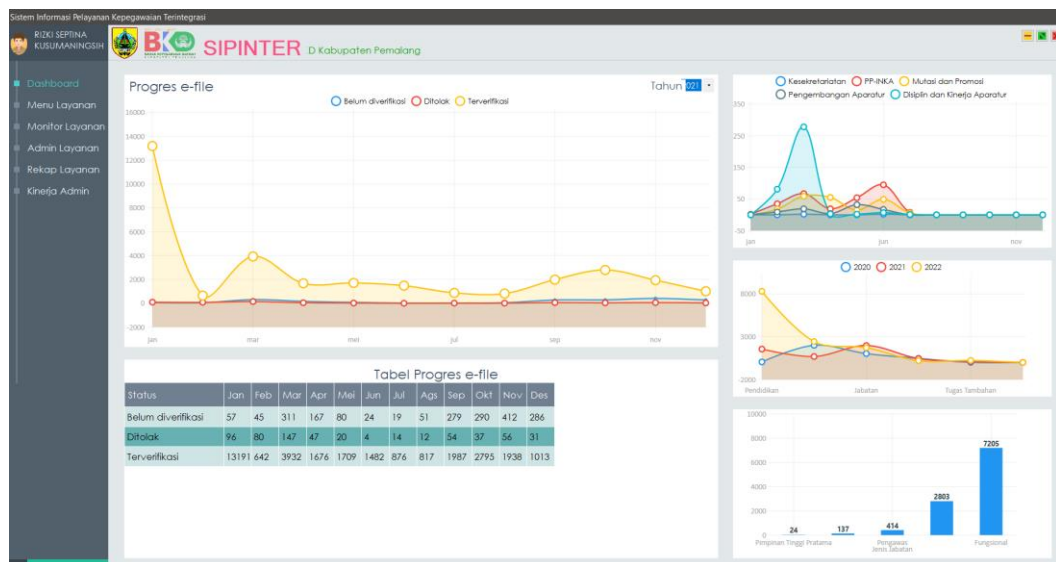 Sistem Informasi Pelayanan Kepegawaian Terintegrasi
RIZKI SEPTINA
KUSUMANINGSIH
BKD SIPINTER D Kabupaten Pemalang
Dashboard
Menu Layanan
Monitor Layanan
Admin Layanan
Rekap Layanan
Kinerja Admin
Progres e-file
Tahun 021
Belum diverifikasi Ditolak Terverifikasi
16000
14000
12000
10000
8000
6000
4000
2000
0
-2000
jan mar mei jul sep nov
Tabel Progres e-file
Status Jan Feb Mar Apr Mei Jun Jul Ags Sep Okt Nov Des
Belum diverifikasi 57 45 311 167 80 24 19 51 279 290 412 286
Ditolak 96 80 147 47 20 4 14 12 54 37 56 31
Terverifikasi 13191 642 3932 1676 1709 1482 876 817 1987 2795 1938 1013
Kesekretariatan PP-INKA Mutasi dan Promosi
Pengembangan Aparatur Disiplin dan Kinerja Aparatur
350
250
150
50
-50
jan jun nov
2020 2021 2022
8000
3000
-2000
Pendidikan Jabatan Tugas Tambahan
10000
8000
6000
4000
2000
0
24 137 414 2803 7205
Pimpinan Tinggi Pratama Pengawas Fungsional
Jenis Jabatan